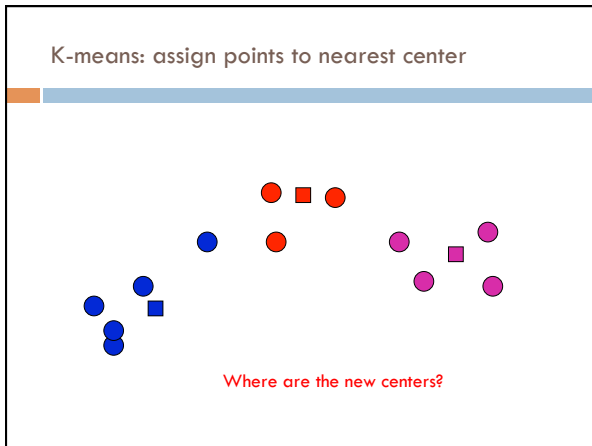 K-means: assign points to nearest center
Where are the new centers?